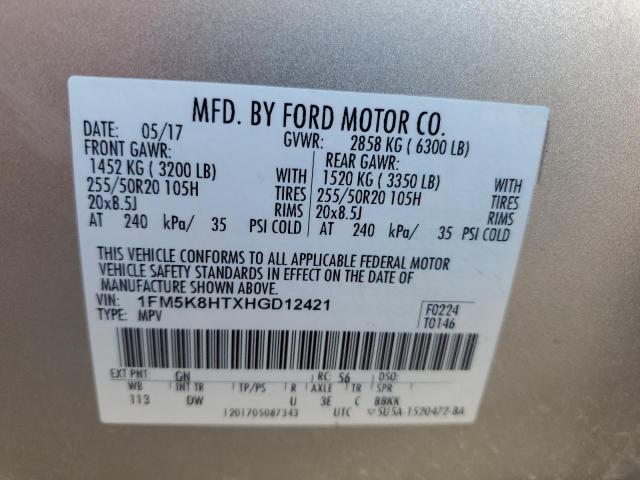 MFD. BY FORD MOTOR CO.
DATE: 05/17 GVWR: 2858 KG ( 6300 LB)
FRONT GAWR: REAR GAWR:
1452 KG ( 3200 LB) WITH 1520 KG ( 3350 LB) WITH
255/50R20 105H TIRES 255/50R20 105H TIRES
20x8.5J RIMS 20x8.5J RIMS
AT 240 kPa/ 35 PSI COLD AT 240 kPa/ 35 PSI COLD
THIS VEHICLE CONFORMS TO ALL APPLICABLE FEDERAL MOTOR
VEHICLE SAFETY STANDARDS IN EFFECT ON THE DATE OF
MANUFACTURE SHOWN ABOVE.
VIN: 1FM5K8HTXHGD12421 F0224
TYPE: MPV T0146
EXT PNT: GN RC: 56 DSO:
WB INT TR TP/PS R AXLE TR SPR
113 DW U 3E C BBKK
1201705087343 UTC 5U5A-1520472-BA